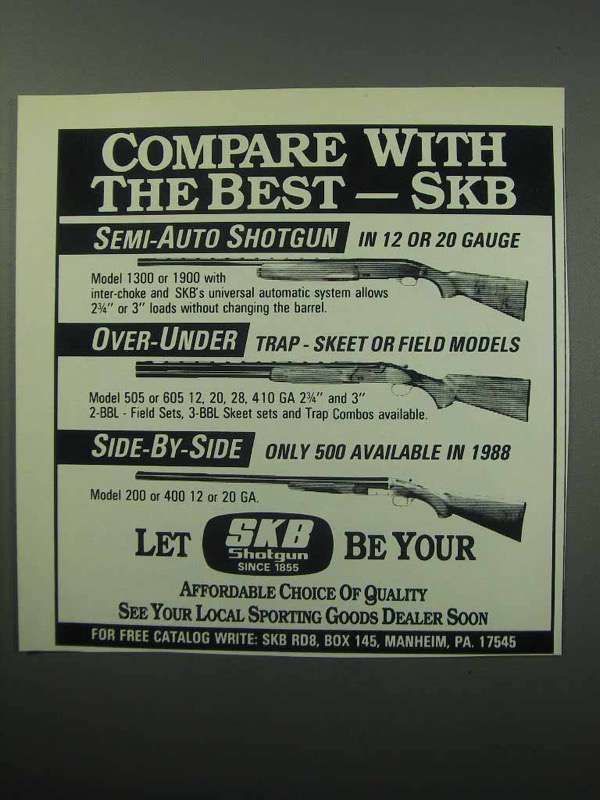 COMPARE WITH
THE BEST — SKB
SEMI-AUTO SHOTGUN IN 12 OR 20 GAUGE
Model 1300 or 1900 with
inter-choke and SKB's universal automatic system allows
2¾" or 3" loads without changing the barrel.
OVER-UNDER TRAP - SKEET OR FIELD MODELS
Model 505 or 605 12, 20, 28, 410 GA 2¾" and 3"
2-BBL - Field Sets, 3-BBL Skeet sets and Trap Combos available.
SIDE-BY-SIDE ONLY 500 AVAILABLE IN 1988
Model 200 or 400 12 or 20 GA.
LET SKB BE YOUR
Shotgun
SINCE 1855
AFFORDABLE CHOICE OF QUALITY
SEE YOUR LOCAL SPORTING GOODS DEALER SOON
FOR FREE CATALOG WRITE: SKB RD8, BOX 145, MANHEIM, PA. 17545